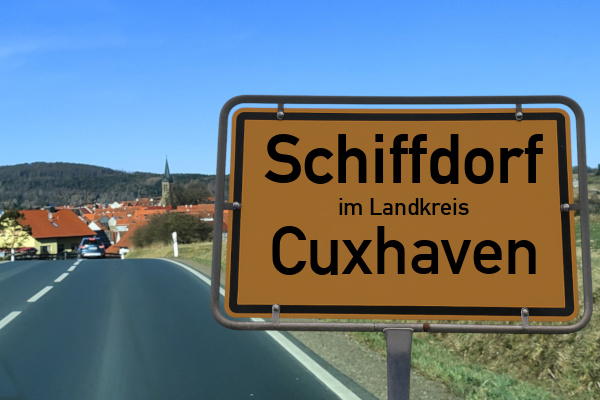 Schiffdorf
im Landkreis
Cuxhaven